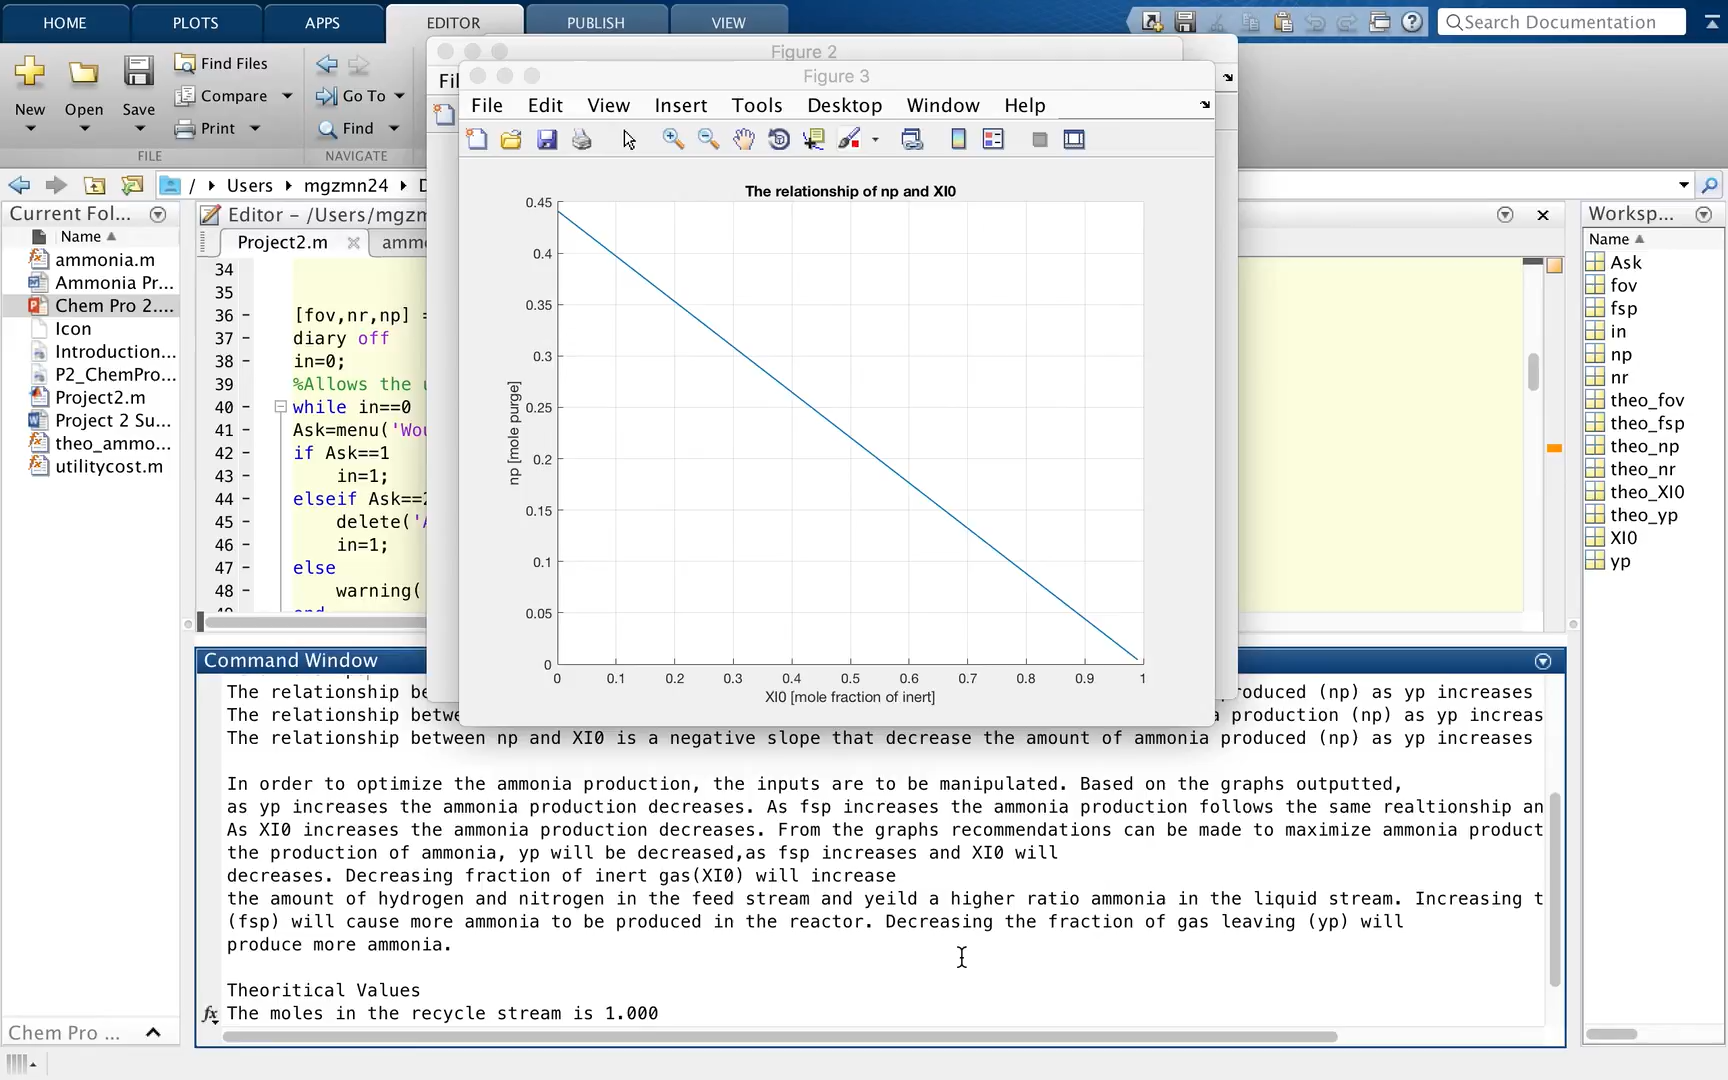 HOME PLOTS APPS EDITOR PUBLISH VIEW Search Documentation
New Open Save Find Files Compare Print Go To Find
FILE NAVIGATE
Figure 2
Fil
Figure 3
File Edit View Insert Tools Desktop Window Help
/ Users mgzmn24 D
Current Fol...
Name
ammonia.m
Ammonia Pr...
Chem Pro 2....
Icon
Introduction...
P2_ChemPro...
Project2.m
Project 2 Su...
theo_ammo...
utilitycost.m
Chem Pro ...
Editor – /Users/mgzm
Project2.m ammo
34
35
36 [fov,nr,np] =
37 diary off
38 in=0;
39 %Allows the u
40 while in==0
41 Ask=menu('Wou
42 if Ask==1
43 in=1;
44 elseif Ask==2
45 delete('A
46 in=1;
47 else
48 warning(
49 end
The relationship of np and XI0
0.45
0.4
0.35
0.3
0.25
0.2
0.15
0.1
0.05
0
np [mole purge]
0 0.1 0.2 0.3 0.4 0.5 0.6 0.7 0.8 0.9 1
XI0 [mole fraction of inert]
Worksp...
Name
Ask
fov
fsp
in
np
nr
theo_fov
theo_fsp
theo_np
theo_nr
theo_XI0
theo_yp
XI0
yp
Command Window
The relationship be roduced (np) as yp increases
The relationship betwe production (np) as yp increas
The relationship between np and XI0 is a negative slope that decrease the amount of ammonia produced (np) as yp increases
In order to optimize the ammonia production, the inputs are to be manipulated. Based on the graphs outputted,
as yp increases the ammonia production decreases. As fsp increases the ammonia production follows the same realtionship an
As XI0 increases the ammonia production decreases. From the graphs recommendations can be made to maximize ammonia product
the production of ammonia, yp will be decreased,as fsp increases and XI0 will
decreases. Decreasing fraction of inert gas(XI0) will increase
the amount of hydrogen and nitrogen in the feed stream and yeild a higher ratio ammonia in the liquid stream. Increasing t
(fsp) will cause more ammonia to be produced in the reactor. Decreasing the fraction of gas leaving (yp) will
produce more ammonia.
Theoritical Values
fx The moles in the recycle stream is 1.000